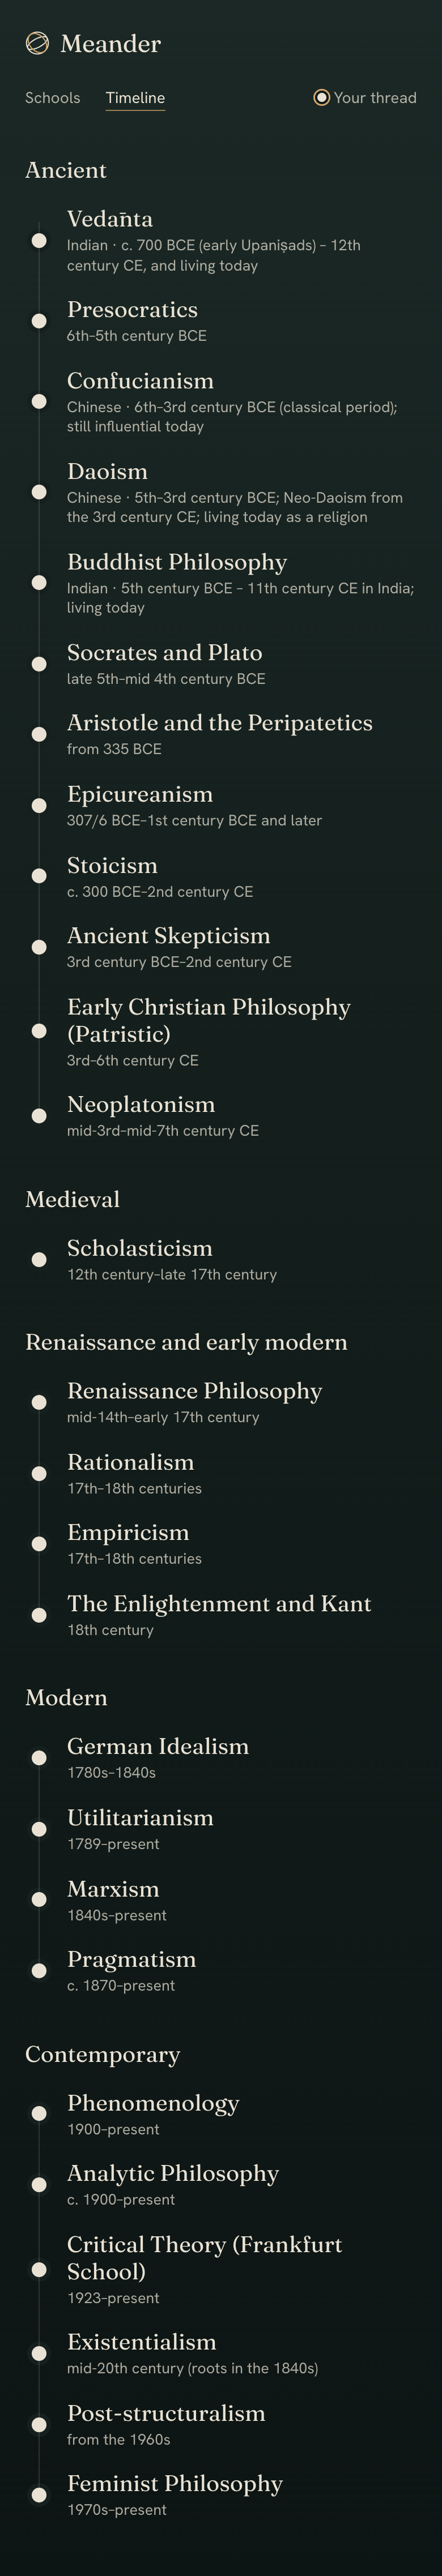 Meander
Schools
Timeline
Your thread
Ancient
Vedānta
Indian · c. 700 BCE (early Upaniṣads) – 12th
century CE, and living today
Presocratics
6th–5th century BCE
Confucianism
Chinese · 6th–3rd century BCE (classical period);
still influential today
Daoism
Chinese · 5th–3rd century BCE; Neo-Daoism from
the 3rd century CE; living today as a religion
Buddhist Philosophy
Indian · 5th century BCE – 11th century CE in India;
living today
Socrates and Plato
late 5th–mid 4th century BCE
Aristotle and the Peripatetics
from 335 BCE
Epicureanism
307/6 BCE–1st century BCE and later
Stoicism
c. 300 BCE–2nd century CE
Ancient Skepticism
3rd century BCE–2nd century CE
Early Christian Philosophy
(Patristic)
3rd–6th century CE
Neoplatonism
mid-3rd–mid-7th century CE
Medieval
Scholasticism
12th century–late 17th century
Renaissance and early modern
Renaissance Philosophy
mid-14th–early 17th century
Rationalism
17th–18th centuries
Empiricism
17th–18th centuries
The Enlightenment and Kant
18th century
Modern
German Idealism
1780s–1840s
Utilitarianism
1789–present
Marxism
1840s–present
Pragmatism
c. 1870–present
Contemporary
Phenomenology
1900–present
Analytic Philosophy
c. 1900–present
Critical Theory (Frankfurt
School)
1923–present
Existentialism
mid-20th century (roots in the 1840s)
Post-structuralism
from the 1960s
Feminist Philosophy
1970s–present